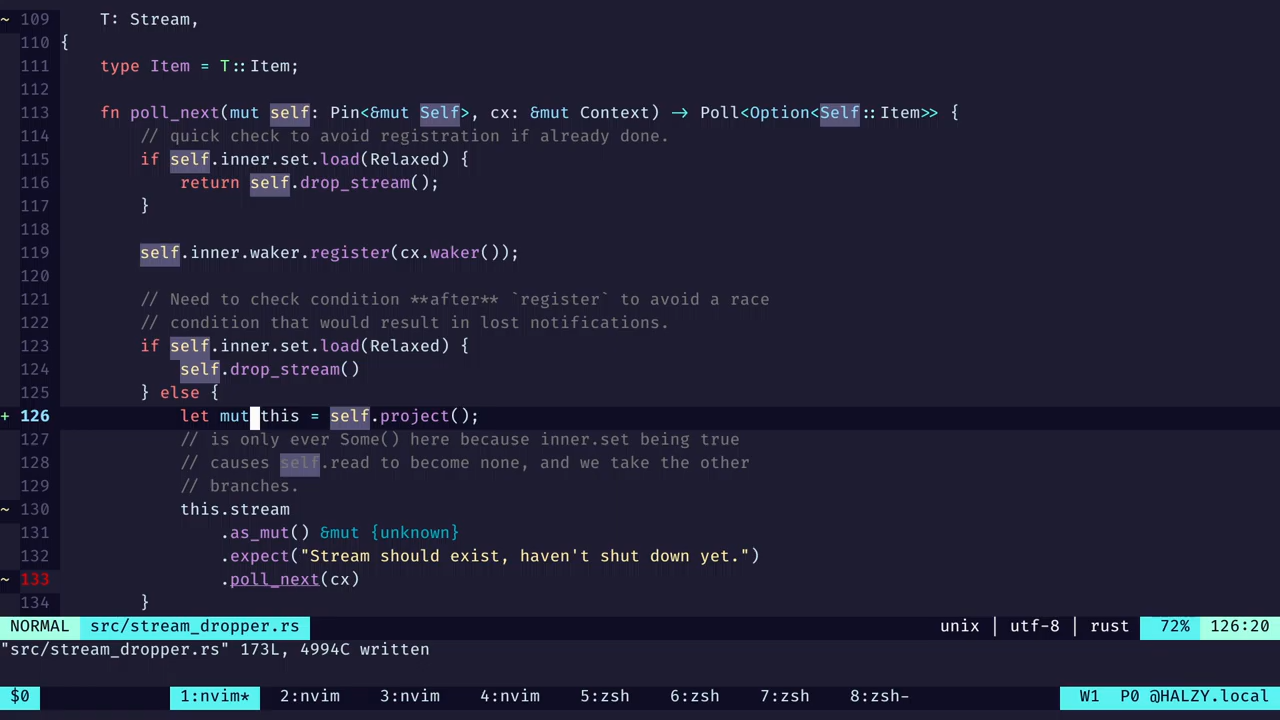 ~ 109     T: Stream,
110 {
111     type Item = T::Item;
112
113     fn poll_next(mut self: Pin<&mut Self>, cx: &mut Context) -> Poll<Option<Self::Item>> {
114         // quick check to avoid registration if already done.
115         if self.inner.set.load(Relaxed) {
116             return self.drop_stream();
117         }
118
119         self.inner.waker.register(cx.waker());
120
121         // Need to check condition **after** `register` to avoid a race
122         // condition that would result in lost notifications.
123         if self.inner.set.load(Relaxed) {
124             self.drop_stream()
125         } else {
+ 126             let mut this = self.project();
127             // is only ever Some() here because inner.set being true
128             // causes self.read to become none, and we take the other
129             // branches.
~ 130             this.stream
131                 .as_mut() &mut {unknown}
132                 .expect("Stream should exist, haven't shut down yet.")
~ 133                 .poll_next(cx)
134         }
NORMAL src/stream_dropper.rs unix | utf-8 | rust 72% 126:20
"src/stream_dropper.rs" 173L, 4994C written
$0 1:nvim* 2:nvim 3:nvim 4:nvim 5:zsh 6:zsh 7:zsh 8:zsh- W1 P0 @HALZY.local